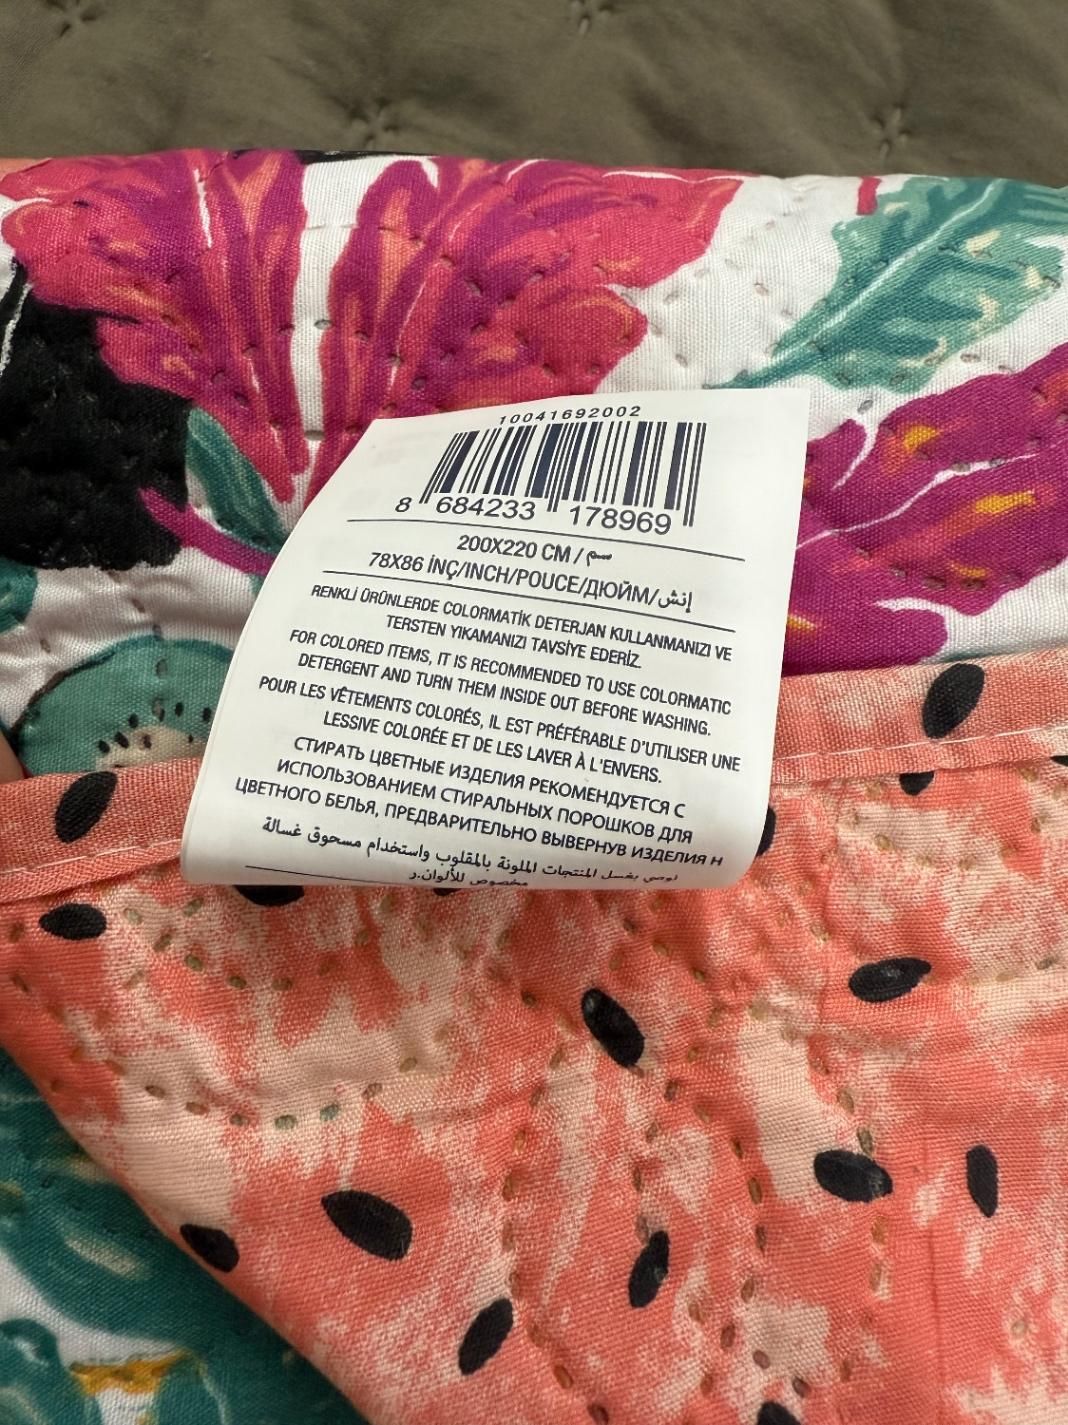 10041692002
8 684233 178969
200X220 CM / سم
78X86 İNÇ/INCH/POUCE/ДЮЙМ/إنش
RENKLİ ÜRÜNLERDE COLORMATİK DETERJAN KULLANMANIZI VE
TERSTEN YIKAMANIZI TAVSİYE EDERİZ.
FOR COLORED ITEMS, IT IS RECOMMENDED TO USE COLORMATIC
DETERGENT AND TURN THEM INSIDE OUT BEFORE WASHING.
POUR LES VÊTEMENTS COLORÉS, IL EST PRÉFÉRABLE D'UTILISER UNE
LESSIVE COLORÉE ET DE LES LAVER À L'ENVERS.
СТИРАТЬ ЦВЕТНЫЕ ИЗДЕЛИЯ РЕКОМЕНДУЕТСЯ С
ИСПОЛЬЗОВАНИЕМ СТИРАЛЬНЫХ ПОРОШКОВ ДЛЯ
ЦВЕТНОГО БЕЛЬЯ, ПРЕДВАРИТЕЛЬНО ВЫВЕРНУВ ИЗДЕЛИЯ Н
نوصي بغسل المنتجات الملونة بالمقلوب واستخدام مسحوق غسالة
مخصوص للألوان.د